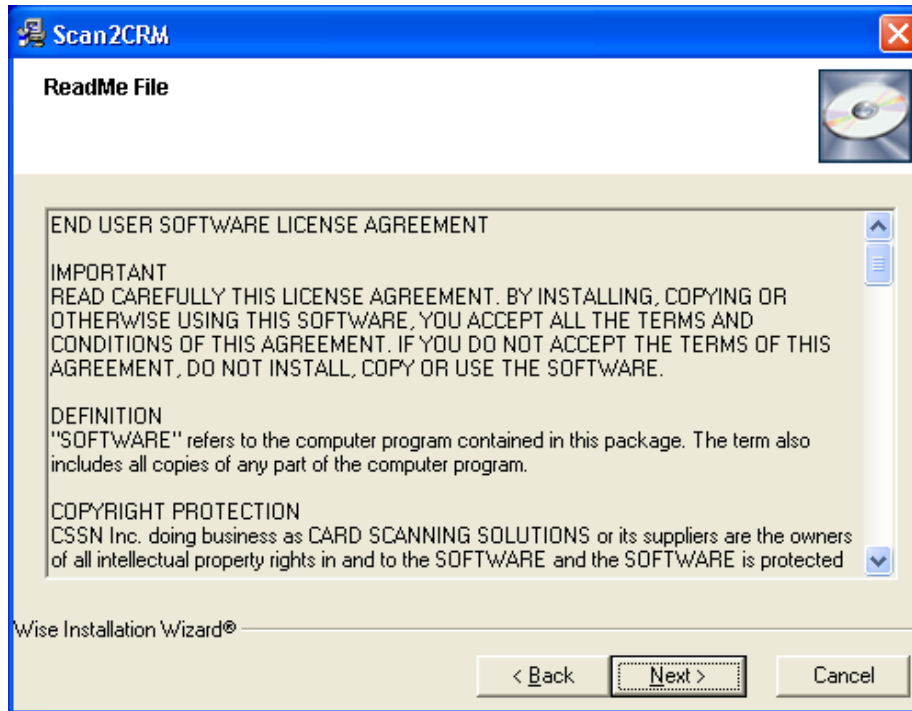 Scan2CRM
ReadMe File
END USER SOFTWARE LICENSE AGREEMENT
IMPORTANT
READ CAREFULLY THIS LICENSE AGREEMENT. BY INSTALLING, COPYING OR
OTHERWISE USING THIS SOFTWARE, YOU ACCEPT ALL THE TERMS AND
CONDITIONS OF THIS AGREEMENT. IF YOU DO NOT ACCEPT THE TERMS OF THIS
AGREEMENT, DO NOT INSTALL, COPY OR USE THE SOFTWARE.
DEFINITION
"SOFTWARE" refers to the computer program contained in this package. The term also
includes all copies of any part of the computer program.
COPYRIGHT PROTECTION
CSSN Inc. doing business as CARD SCANNING SOLUTIONS or its suppliers are the owners
of all intellectual property rights in and to the SOFTWARE and the SOFTWARE is protected
Wise Installation Wizard®
< Back
Next >
Cancel